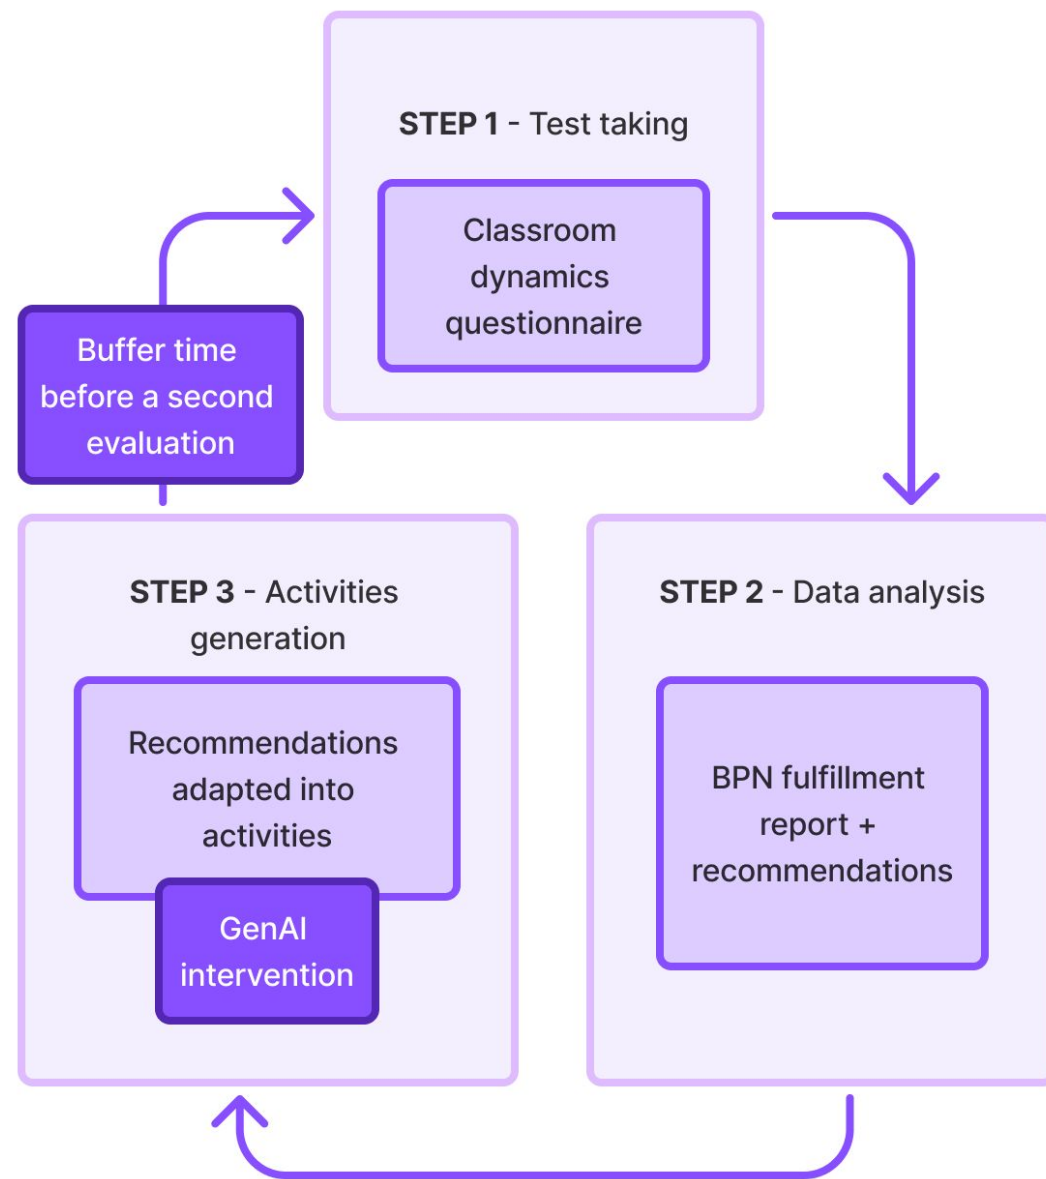 STEP 1 - Test taking
Classroom
dynamics
questionnaire
Buffer time
before a second
evaluation
STEP 2 - Data analysis
BPN fulfillment
report +
recommendations
STEP 3 - Activities
generation
Recommendations
adapted into
activities
GenAI
intervention